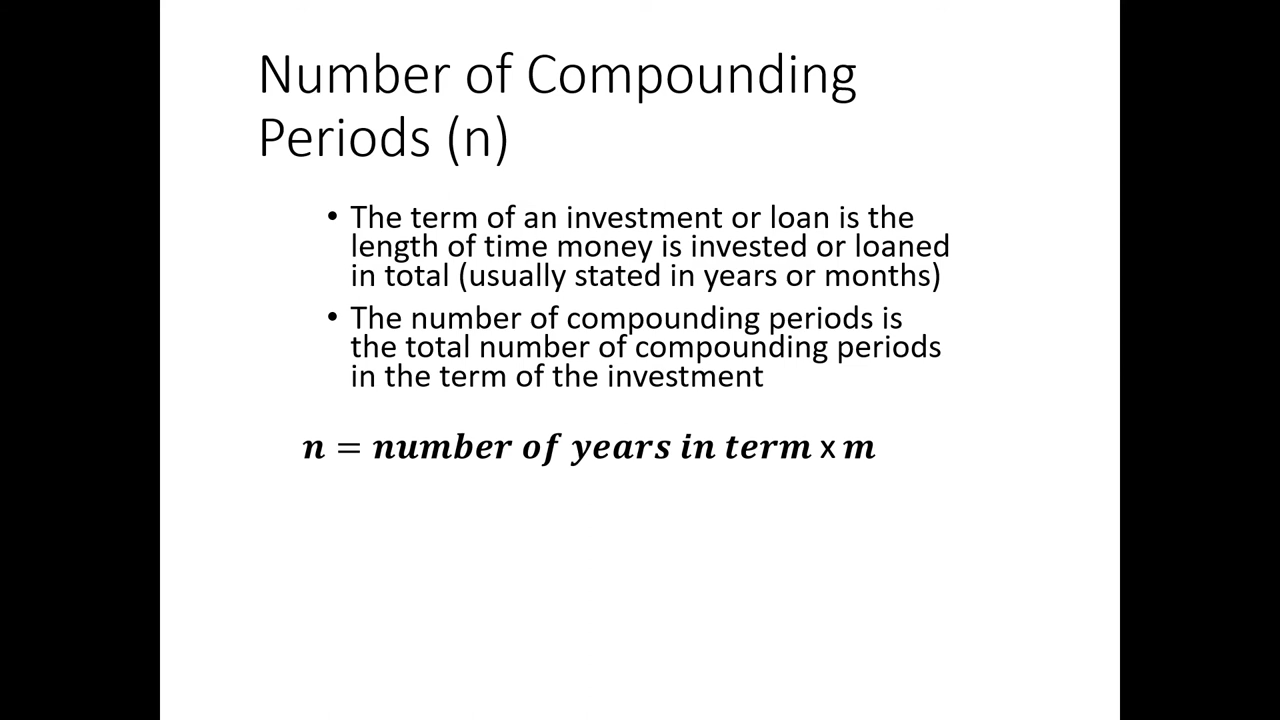 Number of Compounding
Periods (n)
• The term of an investment or loan is the
length of time money is invested or loaned
in total (usually stated in years or months)
• The number of compounding periods is
the total number of compounding periods
in the term of the investment
n = number of years in term x m